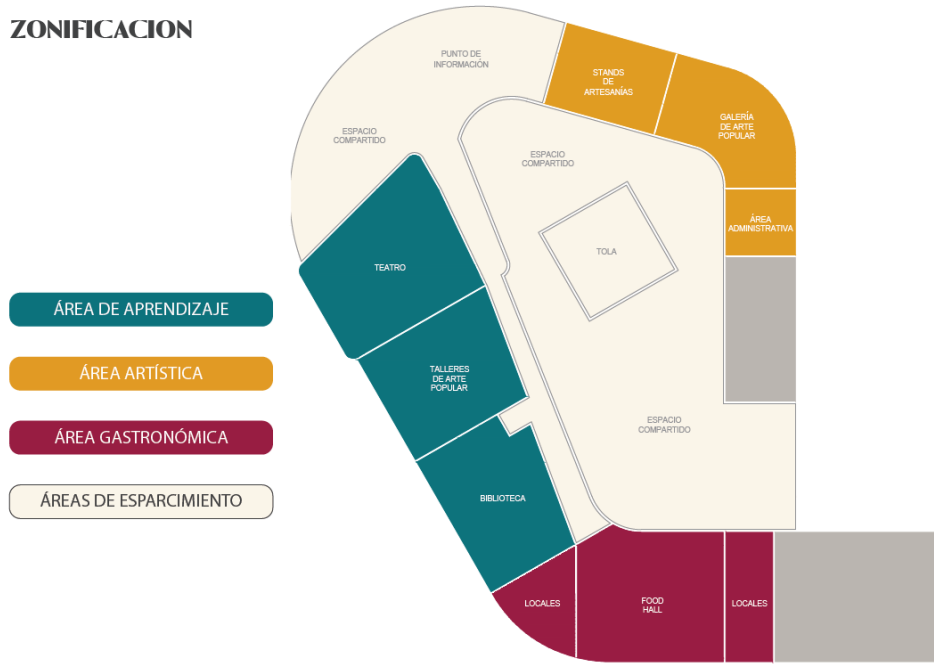 ZONIFICACION
PUNTO DE
INFORMACIÓN
STANDS
DE
ARTESANÍAS
GALERÍA
DE ARTE
POPULAR
ESPACIO
COMPARTIDO
ESPACIO
COMPARTIDO
ÁREA
ADMINISTRATIVA
TOLA
TEATRO
ÁREA DE APRENDIZAJE
ÁREA ARTÍSTICA
ÁREA GASTRONÓMICA
ÁREAS DE ESPARCIMIENTO
TALLERES
DE ARTE
POPULAR
ESPACIO
COMPARTIDO
BIBLIOTECA
LOCALES
FOOD
HALL
LOCALES